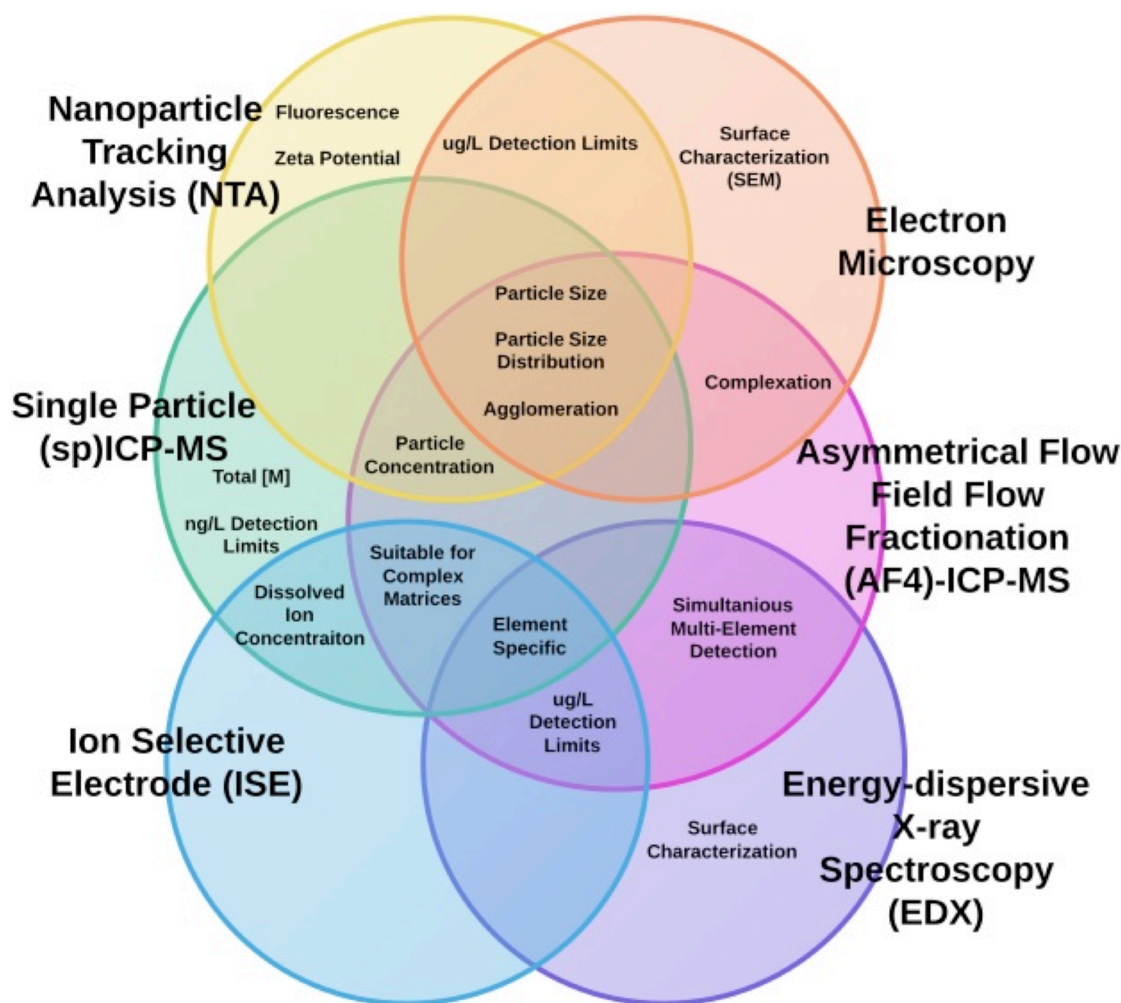 Nanoparticle
Tracking
Analysis (NTA)
Fluorescence
Zeta Potential
ug/L Detection Limits
Surface
Characterization
(SEM)
Electron
Microscopy
Particle Size
Particle Size
Distribution
Agglomeration
Complexation
Particle
Concentration
Single Particle
(sp)ICP-MS
Total [M]
ng/L Detection
Limits
Asymmetrical Flow
Field Flow
Fractionation
(AF4)-ICP-MS
Suitable for
Complex
Matrices
Dissolved
Ion
Concentraiton
Element
Specific
Simultanious
Multi-Element
Detection
ug/L
Detection
Limits
Ion Selective
Electrode (ISE)
Surface
Characterization
Energy-dispersive
X-ray
Spectroscopy
(EDX)